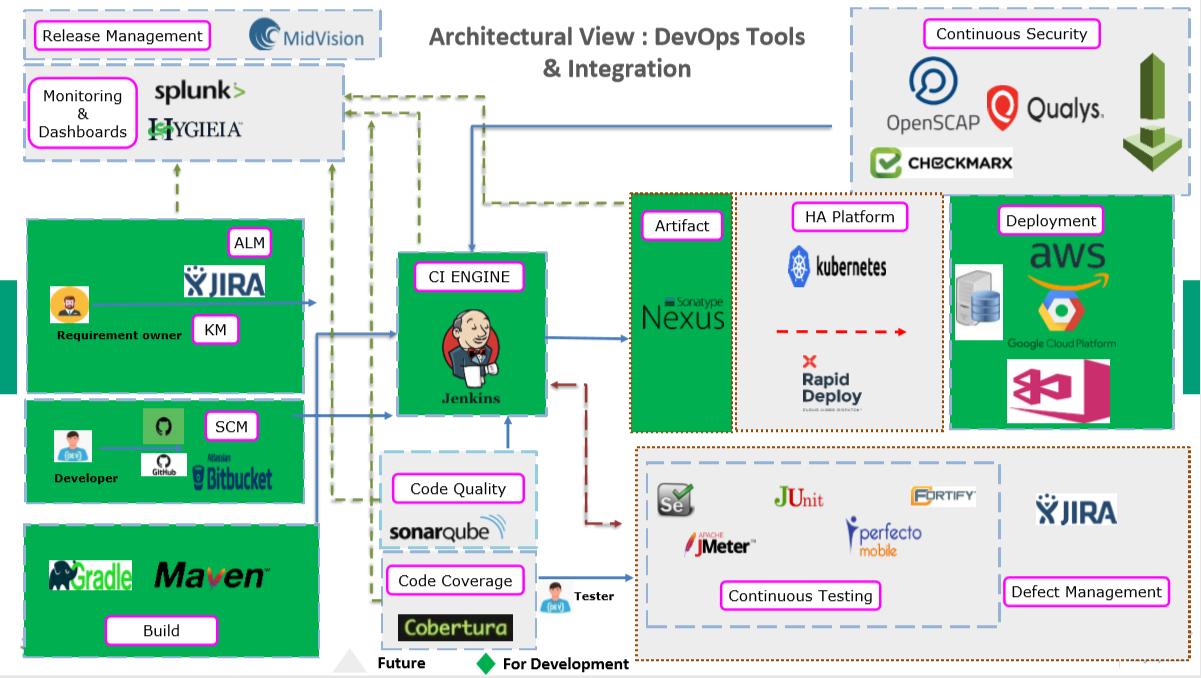 Architectural View : DevOps Tools
& Integration
Release Management
MidVision
Monitoring
&
Dashboards
splunk>
HYGIEIA
Continuous Security
OpenSCAP
Qualys.
CHECKMARX
ALM
JIRA
Requirement owner
KM
CI ENGINE
Jenkins
Artifact
Sonatype
Nexus
HA Platform
kubernetes
Rapid
Deploy
Deployment
aws
Google Cloud Platform
SCM
GitHub
Atlassian
Bitbucket
Developer
DEV
Code Quality
sonarqube
Code Coverage
Cobertura
Tester
{DEV}
Gradle
Maven
Build
Se
JUnit
FORTIFY
APACHE
JMeter
perfecto
mobile
Continuous Testing
JIRA
Defect Management
Future
For Development